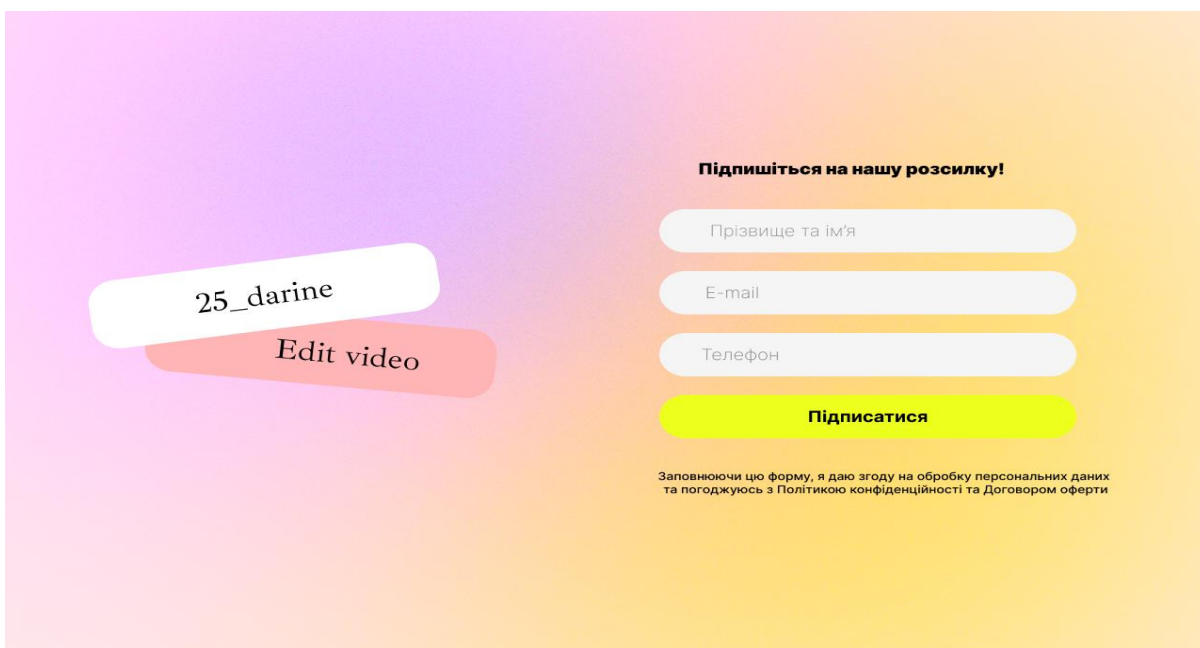 25_darine
Edit video
Підпишіться на нашу розсилку!
Прізвище та ім'я
E-mail
Телефон
Підписатися
Заповнюючи цю форму, я даю згоду на обробку персональних даних
та погоджуюсь з Політикою конфіденційності та Договором оферти